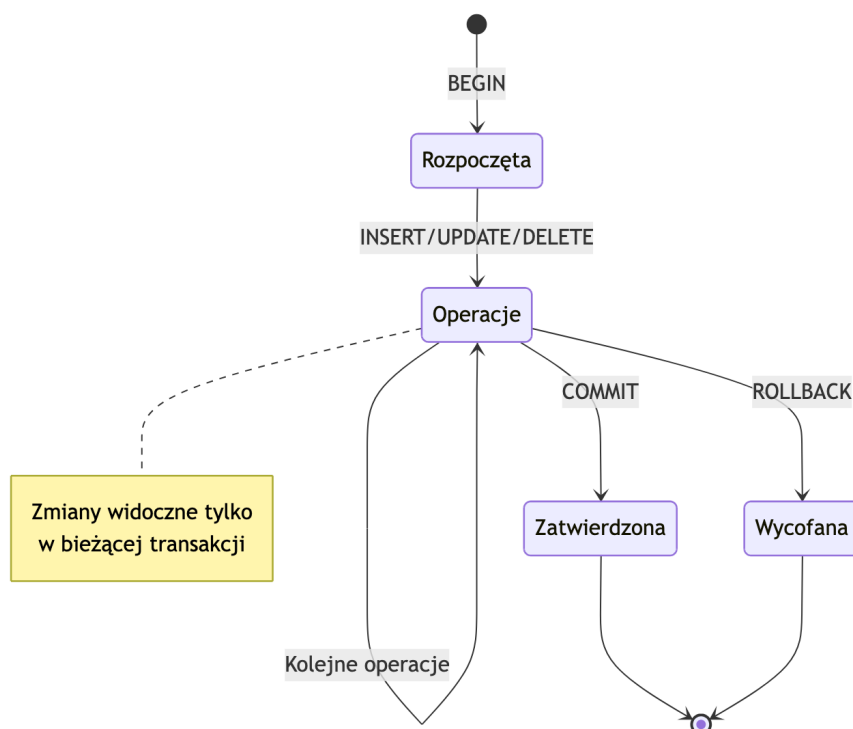 BEGIN
Rozpoczęta
INSERT/UPDATE/DELETE
Operacje
COMMIT
ROLLBACK
Zmiany widoczne tylko
w bieżącej transakcji
Zatwierdzona
Wycofana
Kolejne operacje